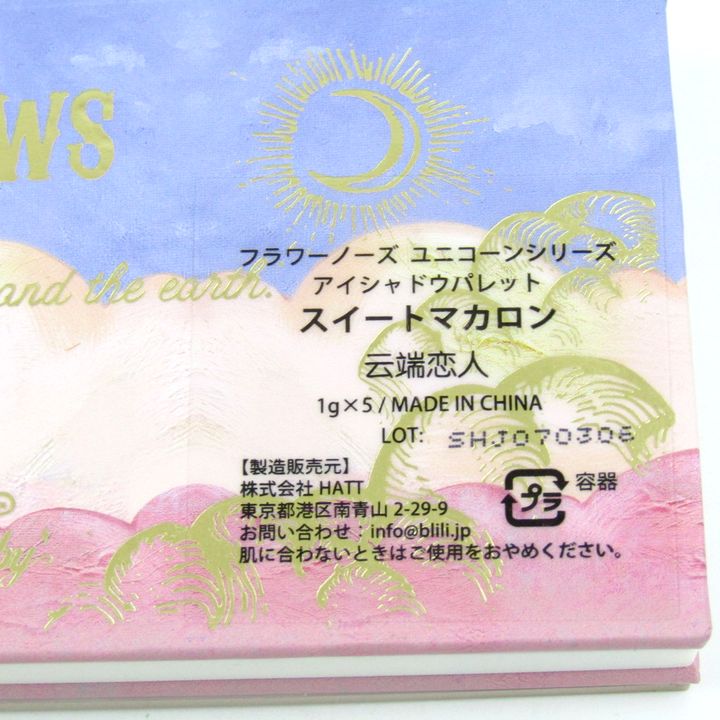 WS
and the earth.
フラワーノーズ ユニコーンシリーズ
アイシャドウパレット
スイートマカロン
云端恋人
1g×5 / MADE IN CHINA
LOT: SHJ070306
【製造販売元】
株式会社 HATT
東京都港区南青山 2-29-9
お問い合わせ：info@blili.jp
肌に合わないときはご使用をおやめください。
プラ 容器
by's